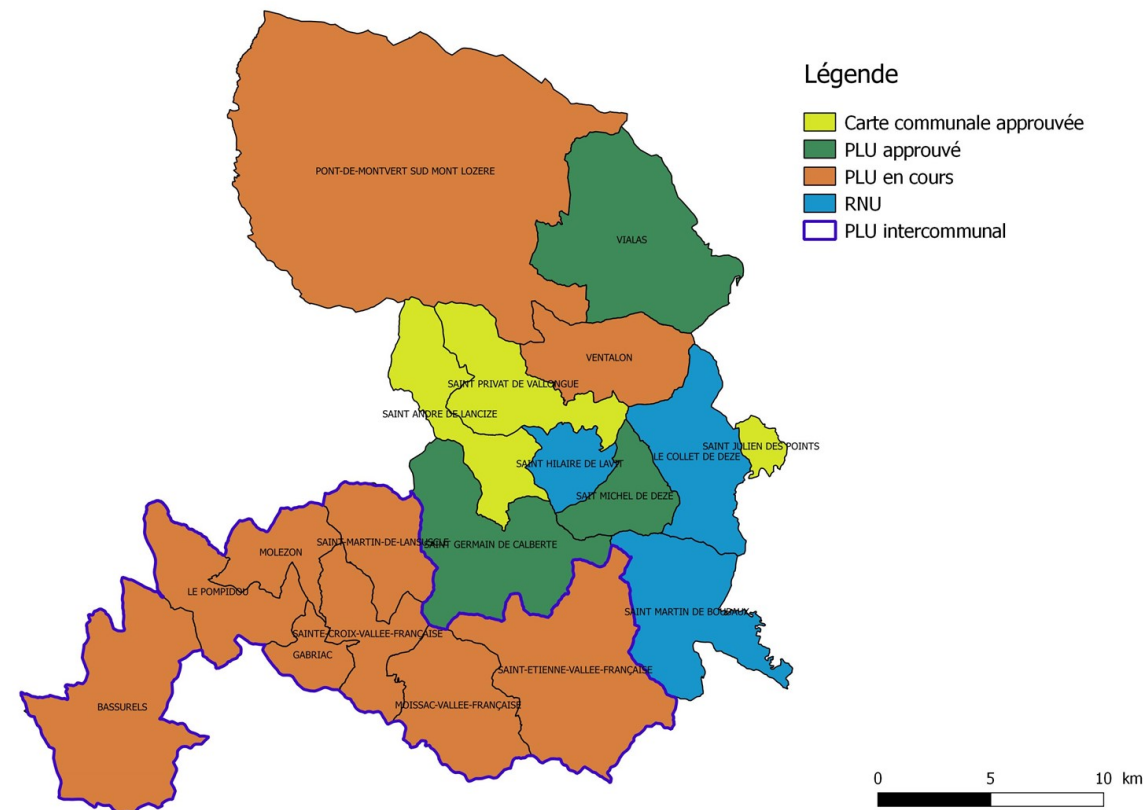 Légende
Carte communale approuvée
PLU approuvé
PLU en cours
RNU
PLU intercommunal
PONT-DE-MONTVERT SUD MONT LOZERE
VIALAS
VENTALON
SAINT PRIVAT DE VALLONGUE
SAINT ANDRE DE LANCIZE
SAINT JULIEN DES POINTS
LE COLLET DE DEZE
SAINT HILAIRE DE LAVIT
SAIT MICHEL DE DEZE
SAINT-MARTIN-DE-LANSUSCLE
SAINT GERMAIN DE CALBERTE
MOLEZON
LE POMPIDOU
SAINT MARTIN DE BOUBAUX
SAINTE-CROIX-VALLEE-FRANÇAISE
GABRIAC
SAINT-ETIENNE-VALLEE-FRANÇAISE
BASSURELS
MOISSAC-VALLEE-FRANÇAISE
0 5 10 km